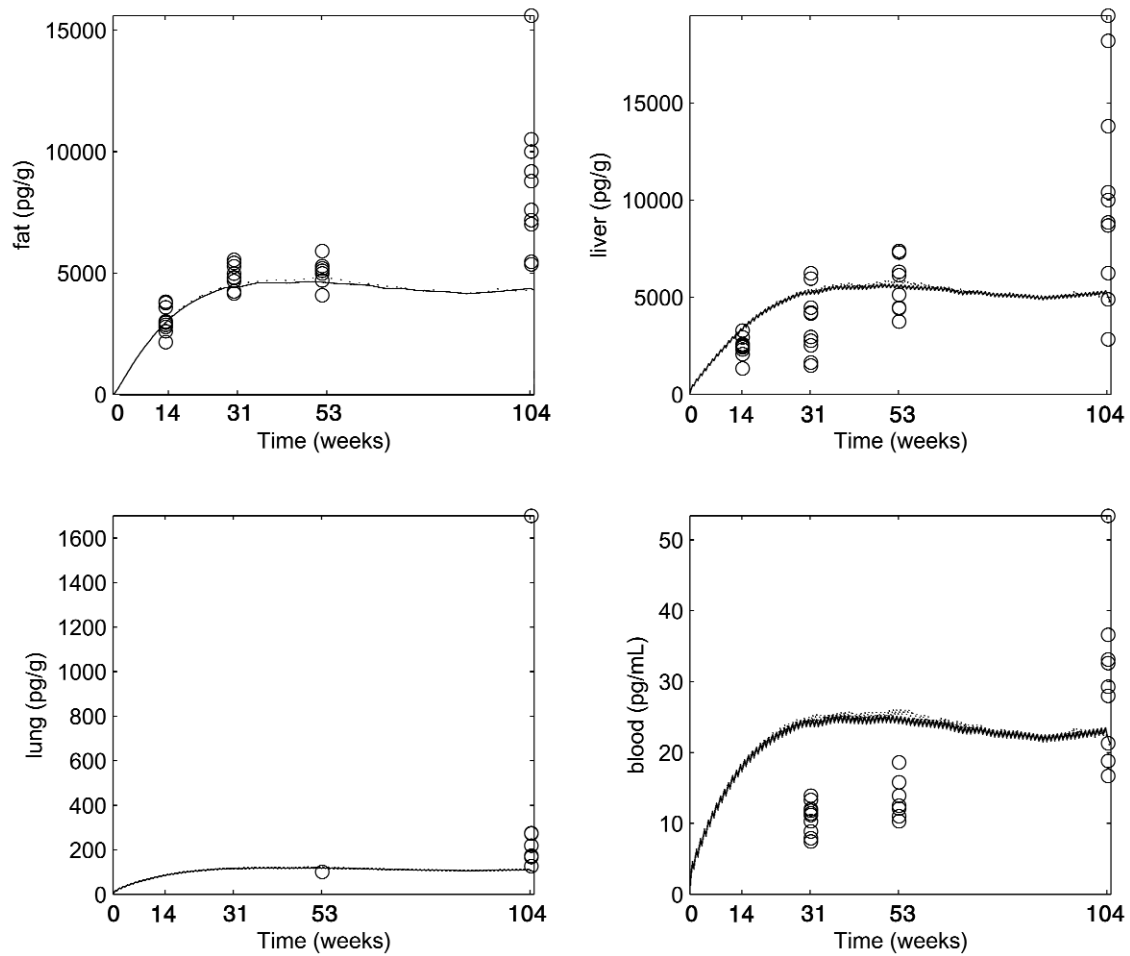 fat (pg/g)
15000
10000
5000
0
0 14 31 53 104
Time (weeks)
liver (pg/g)
15000
10000
5000
0
0 14 31 53 104
Time (weeks)
lung (pg/g)
1600
1400
1200
1000
800
600
400
200
0
0 14 31 53 104
Time (weeks)
blood (pg/mL)
50
40
30
20
10
0
0 14 31 53 104
Time (weeks)